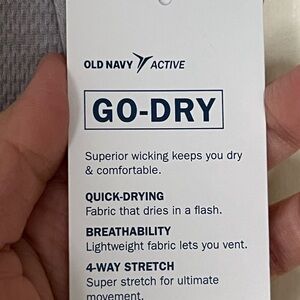 OLD NAVY ACTIVE
GO-DRY
Superior wicking keeps you dry
& comfortable.
QUICK-DRYING
Fabric that dries in a flash.
BREATHABILITY
Lightweight fabric lets you vent.
4-WAY STRETCH
Super stretch for ultimate
movement.